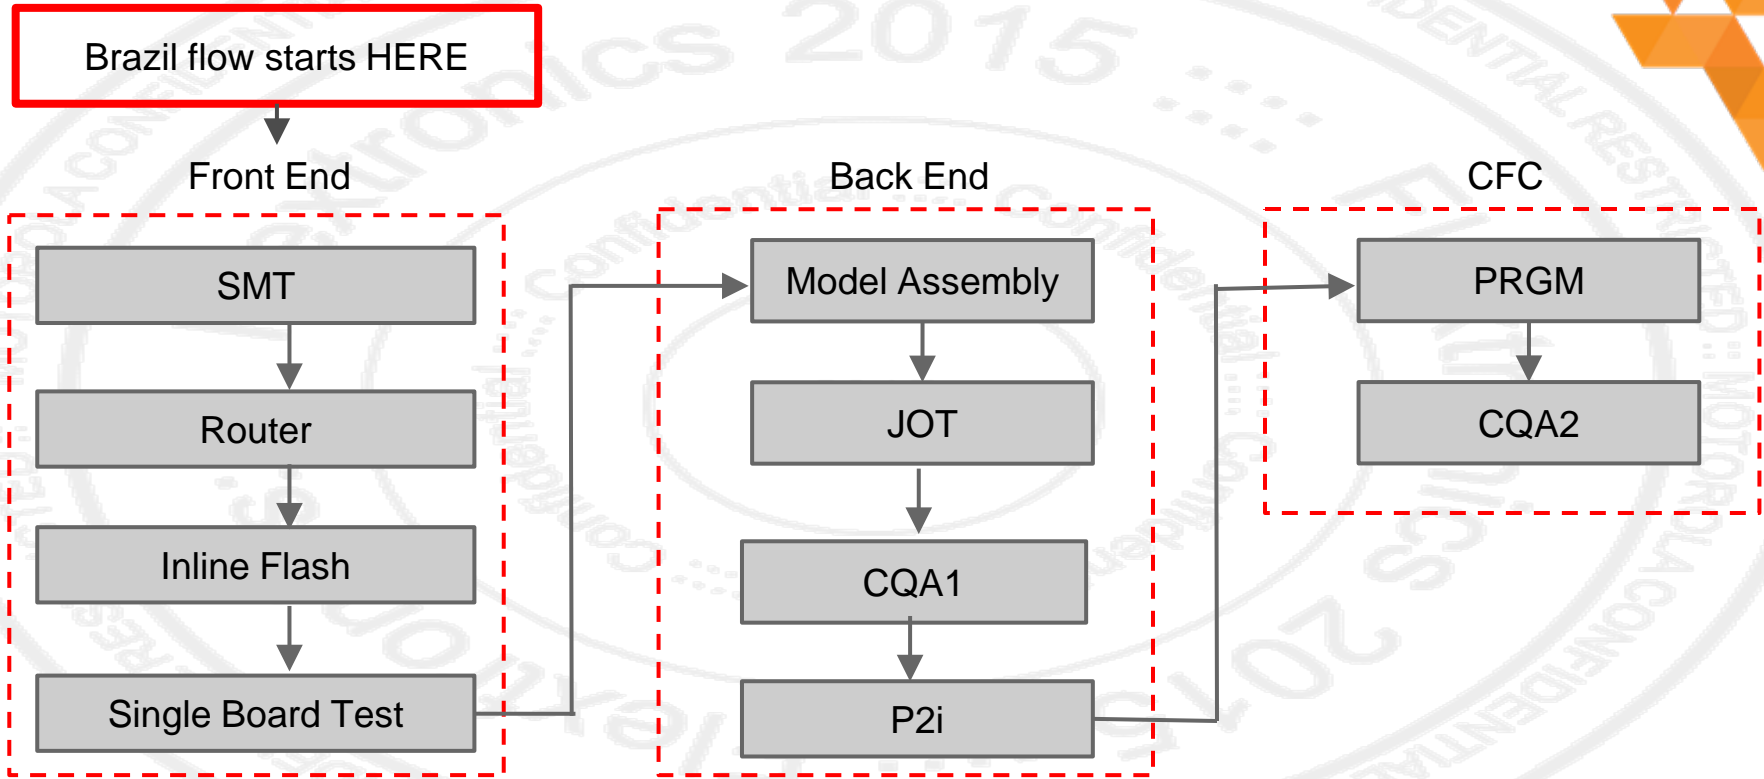 Brazil flow starts HERE
Front End
SMT
Router
Inline Flash
Single Board Test
Back End
Model Assembly
JOT
CQA1
P2i
CFC
PRGM
CQA2